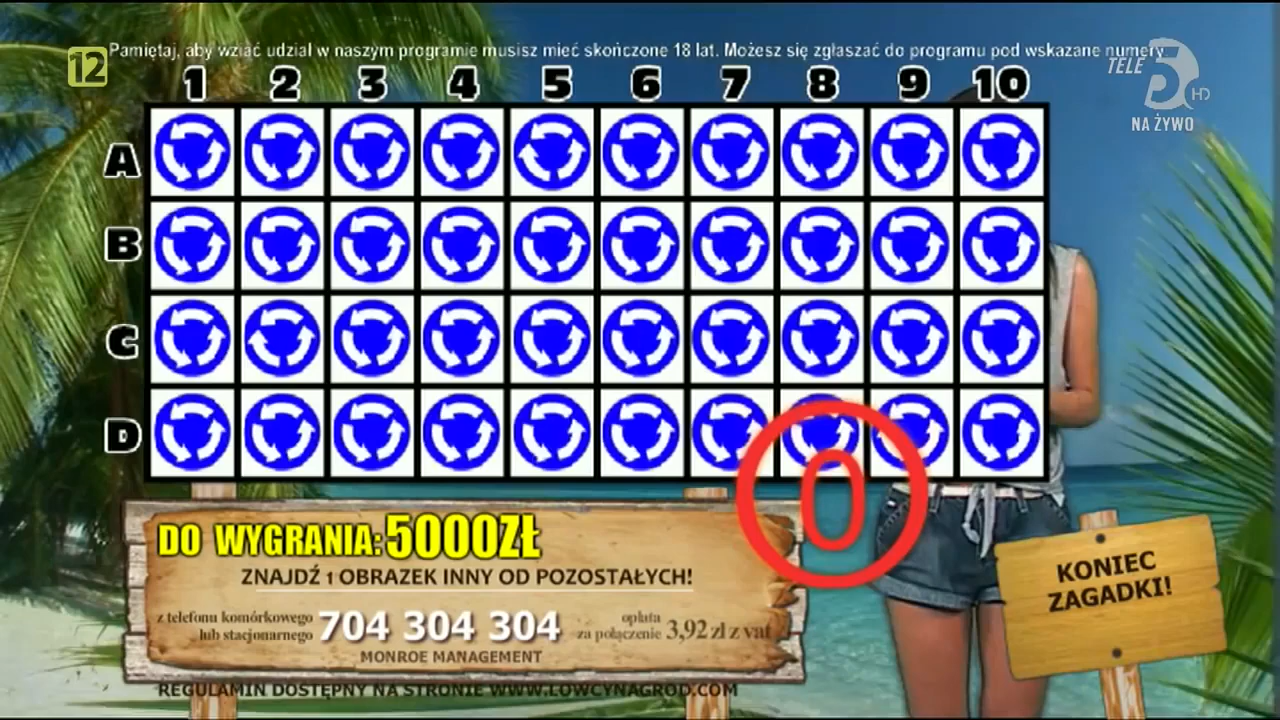 Pamiętaj, aby wziąć udział w naszym programie musisz mieć skończone 18 lat. Możesz się zgłaszać do programu pod wskazane numery
12
TELE 5 HD
NA ŻYWO
1 2 3 4 5 6 7 8 9 10
A
B
C
D
0
DO WYGRANIA: 5000ZŁ
ZNAJDŹ 1 OBRAZEK INNY OD POZOSTAŁYCH!
z telefonu komórkowego
lub stacjonarnego
704 304 304
opłata
za połączenie 3,92 zł z vat
MONROE MANAGEMENT
REGULAMIN DOSTĘPNY NA STRONIE WWW.LOWCYNAGROD.COM
KONIEC
ZAGADKI!